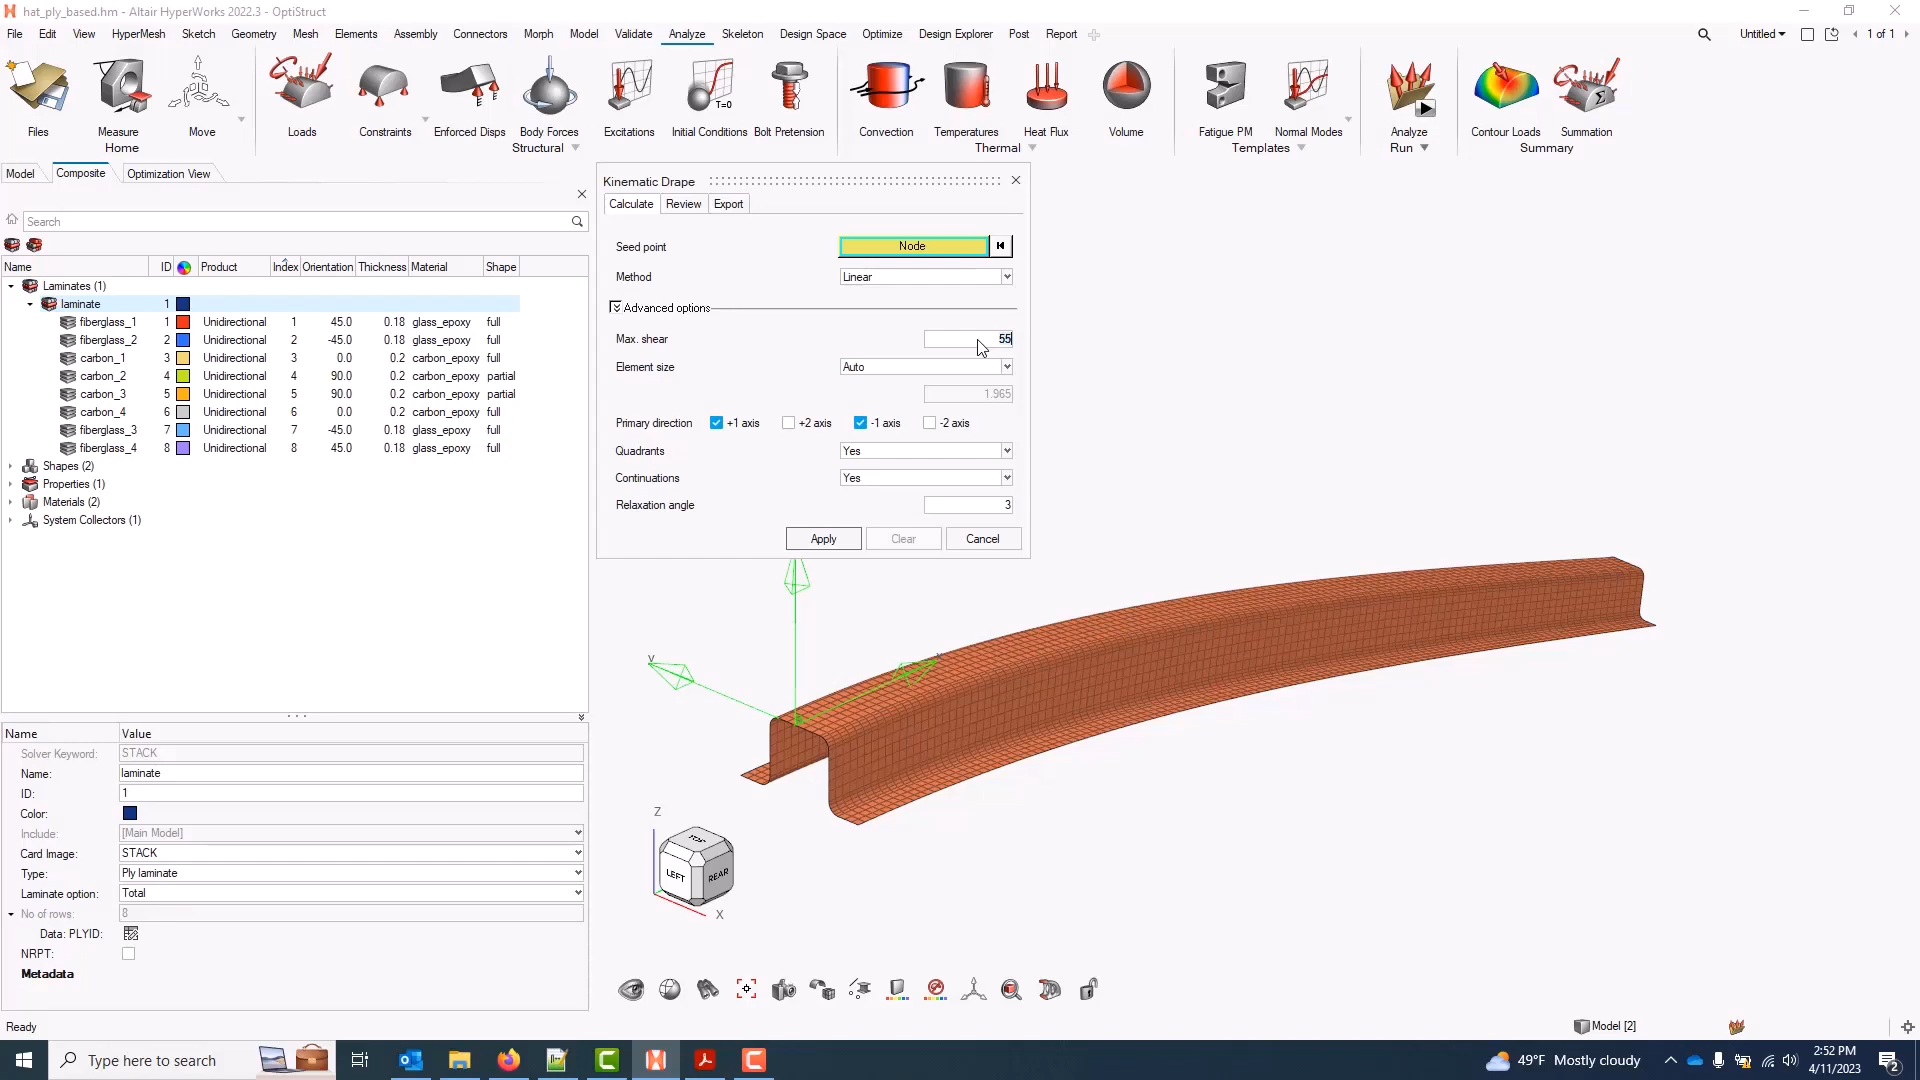 hat_ply_based.hm - Altair HyperWorks 2022.3 - OptiStruct
File Edit View HyperMesh Sketch Geometry Mesh Elements Assembly Connectors Morph Model Validate Analyze Skeleton Design Space Optimize Design Explorer Post Report Untitled 1 of 1
T=0
Σ
Files Measure Move Loads Constraints Enforced Disps Body Forces Excitations Initial Conditions Bolt Pretension Convection Temperatures Heat Flux Volume Fatigue PM Normal Modes Analyze Contour Loads Summation
Home Structural Thermal Templates Run Summary
Model Composite Optimization View
Search
Name ID Product Index Orientation Thickness Material Shape
Laminates (1)
laminate 1
fiberglass_1 1 Unidirectional 1 45.0 0.18 glass_epoxy full
fiberglass_2 2 Unidirectional 2 -45.0 0.18 glass_epoxy full
carbon_1 3 Unidirectional 3 0.0 0.2 carbon_epoxy full
carbon_2 4 Unidirectional 4 90.0 0.2 carbon_epoxy partial
carbon_3 5 Unidirectional 5 90.0 0.2 carbon_epoxy partial
carbon_4 6 Unidirectional 6 0.0 0.2 carbon_epoxy full
fiberglass_3 7 Unidirectional 7 -45.0 0.18 glass_epoxy full
fiberglass_4 8 Unidirectional 8 45.0 0.18 glass_epoxy full
Shapes (2)
Properties (1)
Materials (2)
System Collectors (1)
Name Value
Solver Keyword: STACK
Name: laminate
ID: 1
Color:
Include: [Main Model]
Card Image: STACK
Type: Ply laminate
Laminate option: Total
No of rows: 8
Data: PLYID:
NRPT:
Metadata
Kinematic Drape
Calculate Review Export
Seed point Node
Method Linear
Advanced options
Max. shear 55
Element size Auto
1.965
Primary direction +1 axis +2 axis -1 axis -2 axis
Quadrants Yes
Continuations Yes
Relaxation angle 3
Apply Clear Cancel
Z
TOP
LEFT REAR
X
Ready Model [2]
Type here to search 49°F Mostly cloudy 2:52 PM
4/11/2023
2